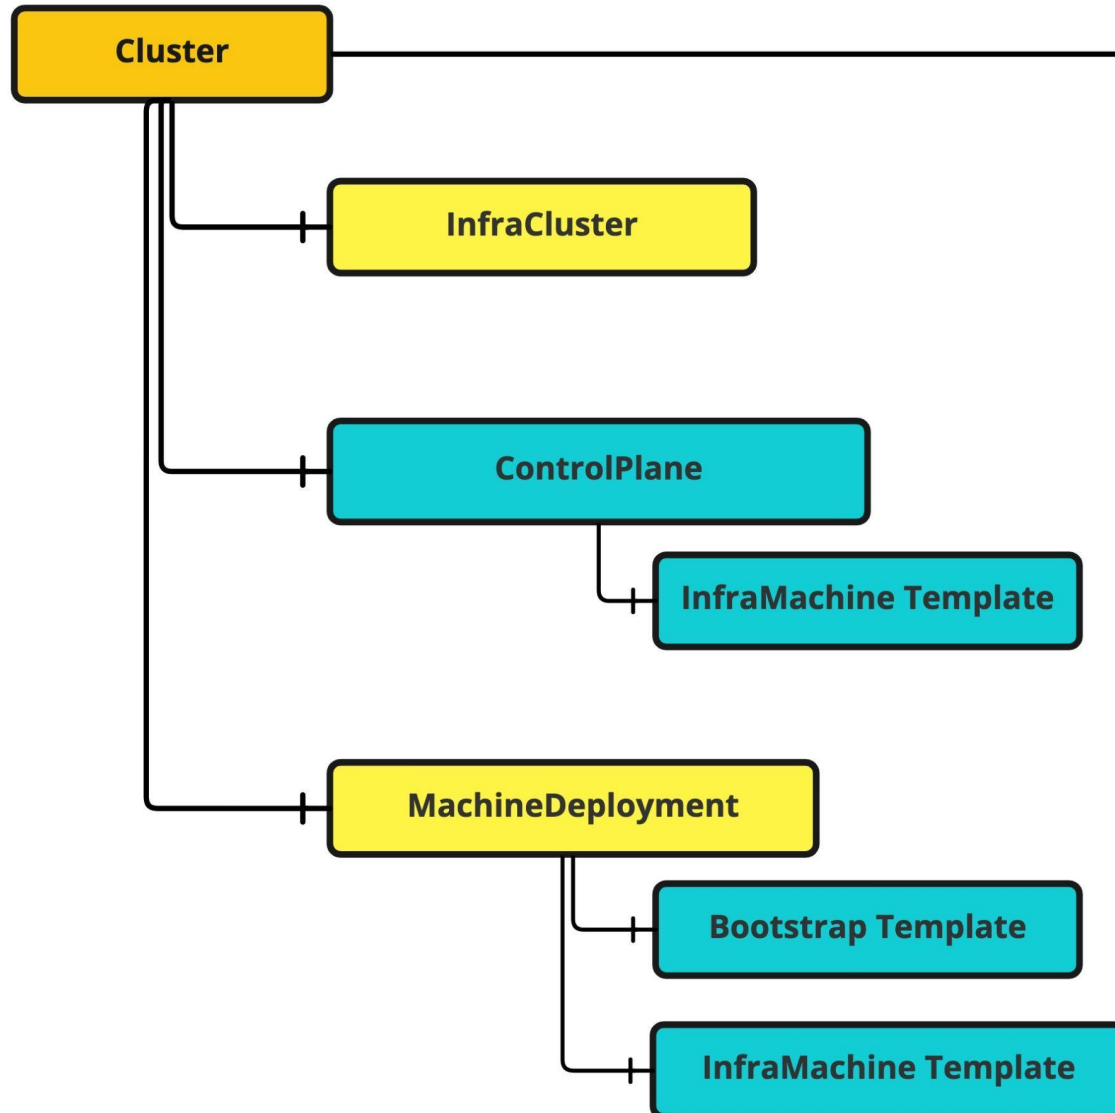 Cluster
InfraCluster
ControlPlane
InfraMachine Template
MachineDeployment
Bootstrap Template
InfraMachine Template